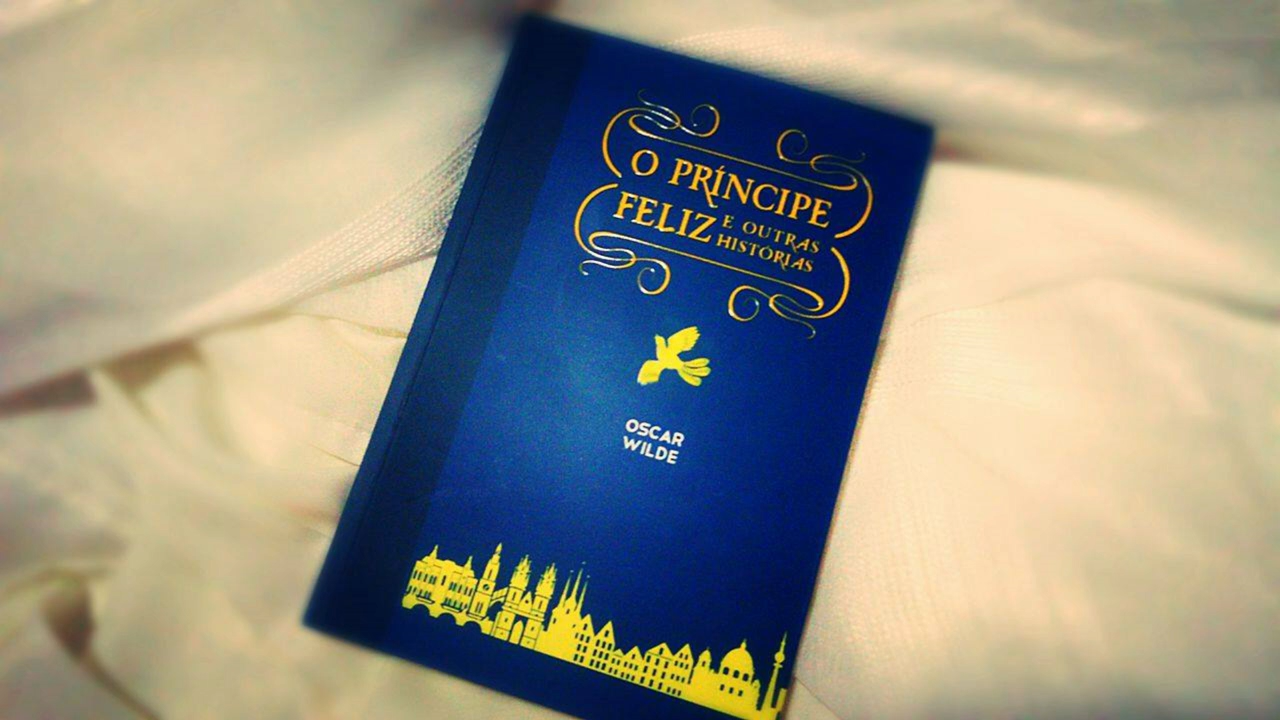 O PRÍNCIPE
FELIZ E OUTRAS
HISTÓRIAS
OSCAR
WILDE